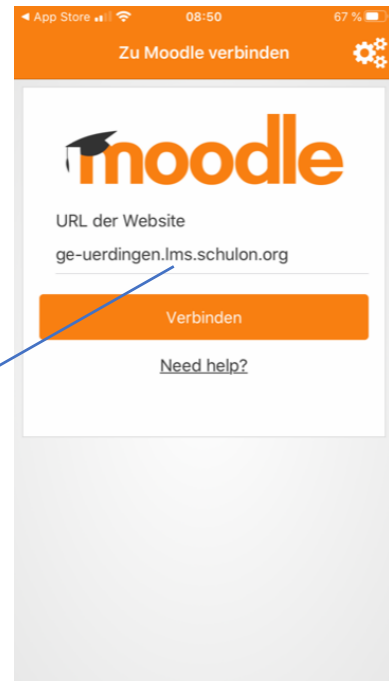 App Store 08:50 67 %
Zu Moodle verbinden
moodle
URL der Website
ge-uerdingen.lms.schulon.org
Verbinden
Need help?